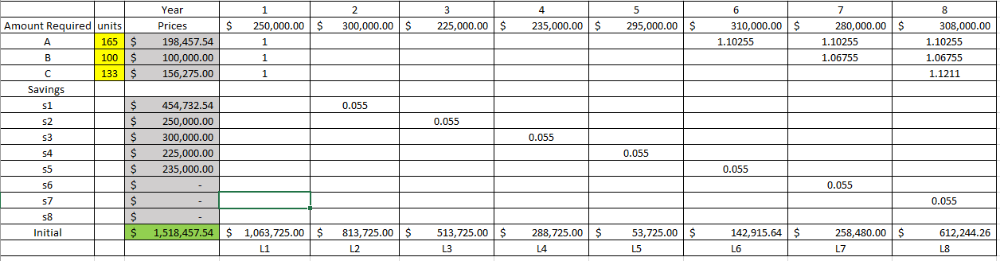 Year 1 2 3 4 5 6 7 8
Amount Required units Prices $ 250,000.00 $ 300,000.00 $ 225,000.00 $ 235,000.00 $ 295,000.00 $ 310,000.00 $ 280,000.00 $ 308,000.00
A 165 $ 198,457.54 1 1.10255 1.10255 1.10255
B 100 $ 100,000.00 1 1.06755 1.06755
C 133 $ 156,275.00 1 1.1211
Savings
s1 $ 454,732.54 0.055
s2 $ 250,000.00 0.055
s3 $ 300,000.00 0.055
s4 $ 225,000.00 0.055
s5 $ 235,000.00 0.055
s6 $ - 0.055
s7 $ - 0.055
s8 $ -
Initial $ 1,518,457.54 $ 1,063,725.00 $ 813,725.00 $ 513,725.00 $ 288,725.00 $ 53,725.00 $ 142,915.64 $ 258,480.00 $ 612,244.26
L1 L2 L3 L4 L5 L6 L7 L8